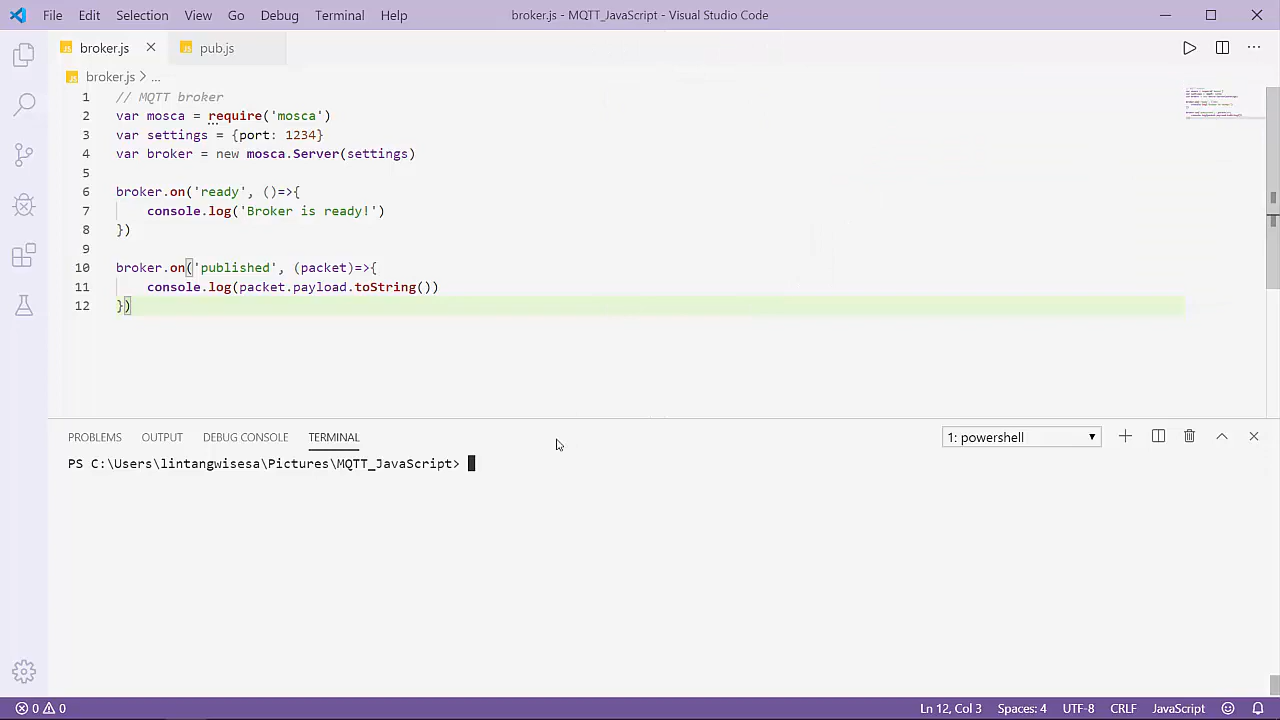 File Edit Selection View Go Debug Terminal Help broker.js - MQTT_JavaScript - Visual Studio Code
JS broker.js JS pub.js
JS broker.js > ...
1 // MQTT broker
2 var mosca = require('mosca')
3 var settings = {port: 1234}
4 var broker = new mosca.Server(settings)
5
6 broker.on('ready', ()=>{
7 console.log('Broker is ready!')
8 })
9
10 broker.on('published', (packet)=>{
11 console.log(packet.payload.toString())
12 })
PROBLEMS OUTPUT DEBUG CONSOLE TERMINAL 1: powershell
PS C:\Users\lintangwisesa\Pictures\MQTT_JavaScript>
0 0 Ln 12, Col 3 Spaces: 4 UTF-8 CRLF JavaScript